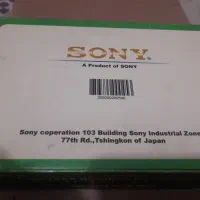 SONY
A Product of SONY
Sony coperation 103 Building Sony Industrial Zone
77th Rd.,Tshingkon of Japan